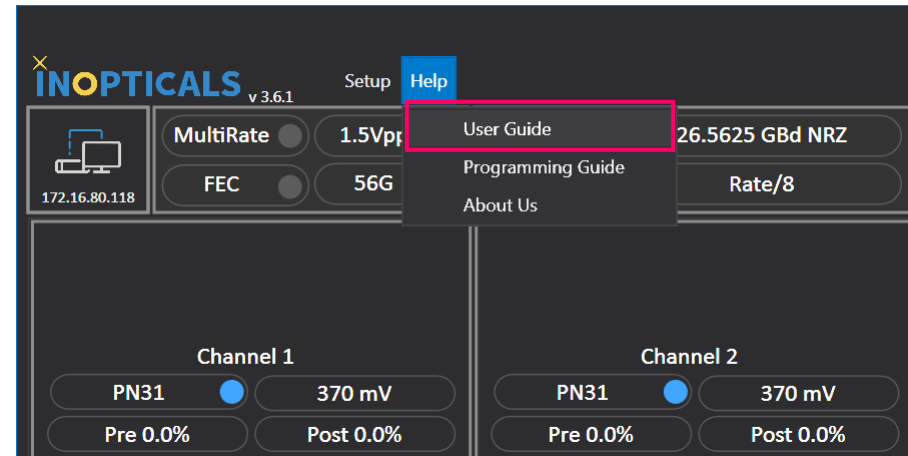 INOPTICALS v 3.6.1 Setup Help
MultiRate 1.5Vpp User Guide 26.5625 GBd NRZ
Programming Guide
172.16.80.118 FEC 56G About Us Rate/8
Channel 1 Channel 2
PN31 370 mV PN31 370 mV
Pre 0.0% Post 0.0% Pre 0.0% Post 0.0%